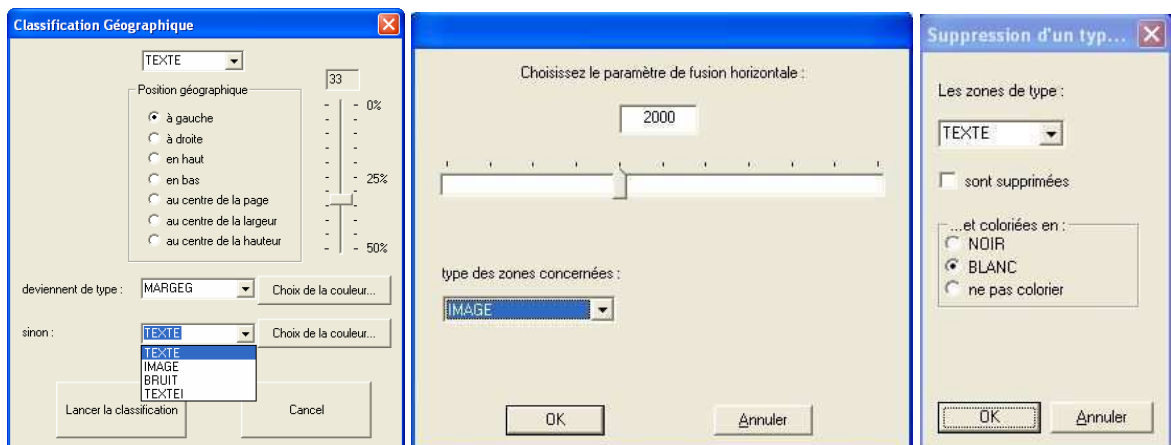 Classification Géographique
TEXTE
33
Position géographique
à gauche
à droite
en haut
en bas
au centre de la page
au centre de la largeur
au centre de la hauteur
0%
25%
50%
deviennent de type :
MARGEG
Choix de la couleur...
sinon :
TEXTE
Choix de la couleur...
TEXTE
IMAGE
BRUIT
TEXTEI
Lancer la classification
Cancel
Choisissez le paramètre de fusion horizontale :
2000
type des zones concernées :
IMAGE
OK
Annuler
Suppression d'un typ...
Les zones de type :
TEXTE
sont supprimées
...et coloriées en :
NOIR
BLANC
ne pas colorier
OK
Annuler